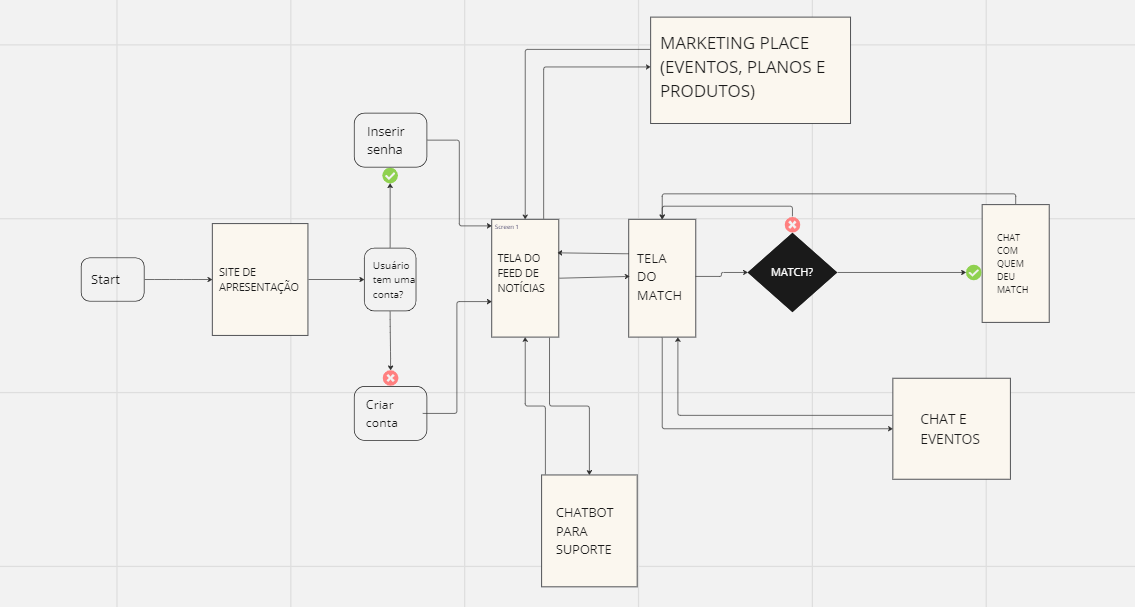 MARKETING PLACE
(EVENTOS, PLANOS E
PRODUTOS)
Inserir
senha
Start
SITE DE
APRESENTAÇÃO
Usuário
tem uma
conta?
Criar
conta
Screen 1
TELA DO
FEED DE
NOTÍCIAS
TELA
DO
MATCH
MATCH?
CHAT
COM
QUEM
DEU
MATCH
CHAT E
EVENTOS
CHATBOT
PARA
SUPORTE